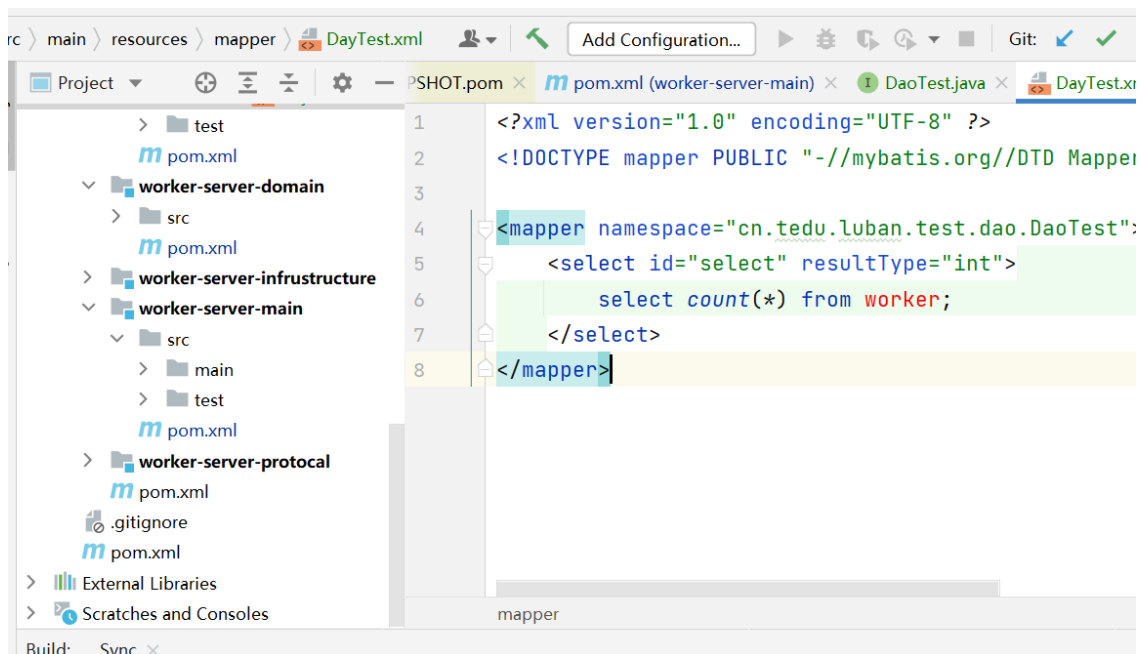 rc 〉 main 〉 resources 〉 mapper 〉 DayTest.xml Add Configuration... Git:
Project
test
pom.xml
worker-server-domain
src
pom.xml
worker-server-infrustructure
worker-server-main
src
main
test
pom.xml
worker-server-protocal
pom.xml
.gitignore
pom.xml
External Libraries
Scratches and Consoles
PSHOT.pom pom.xml (worker-server-main) DaoTest.java DayTest.xm
1 <?xml version="1.0" encoding="UTF-8" ?>
2 <!DOCTYPE mapper PUBLIC "-//mybatis.org//DTD Mapper
3
4 <mapper namespace="cn.tedu.luban.test.dao.DaoTest">
5 <select id="select" resultType="int">
6 select count(*) from worker;
7 </select>
8 </mapper>
mapper
Build: Sync